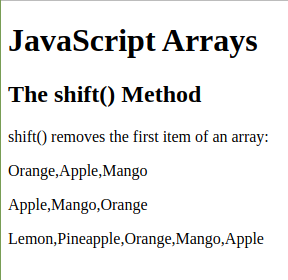 JavaScript Arrays
The shift() Method
shift() removes the first item of an array:
Orange,Apple,Mango
Apple,Mango,Orange
Lemon,Pineapple,Orange,Mango,Apple